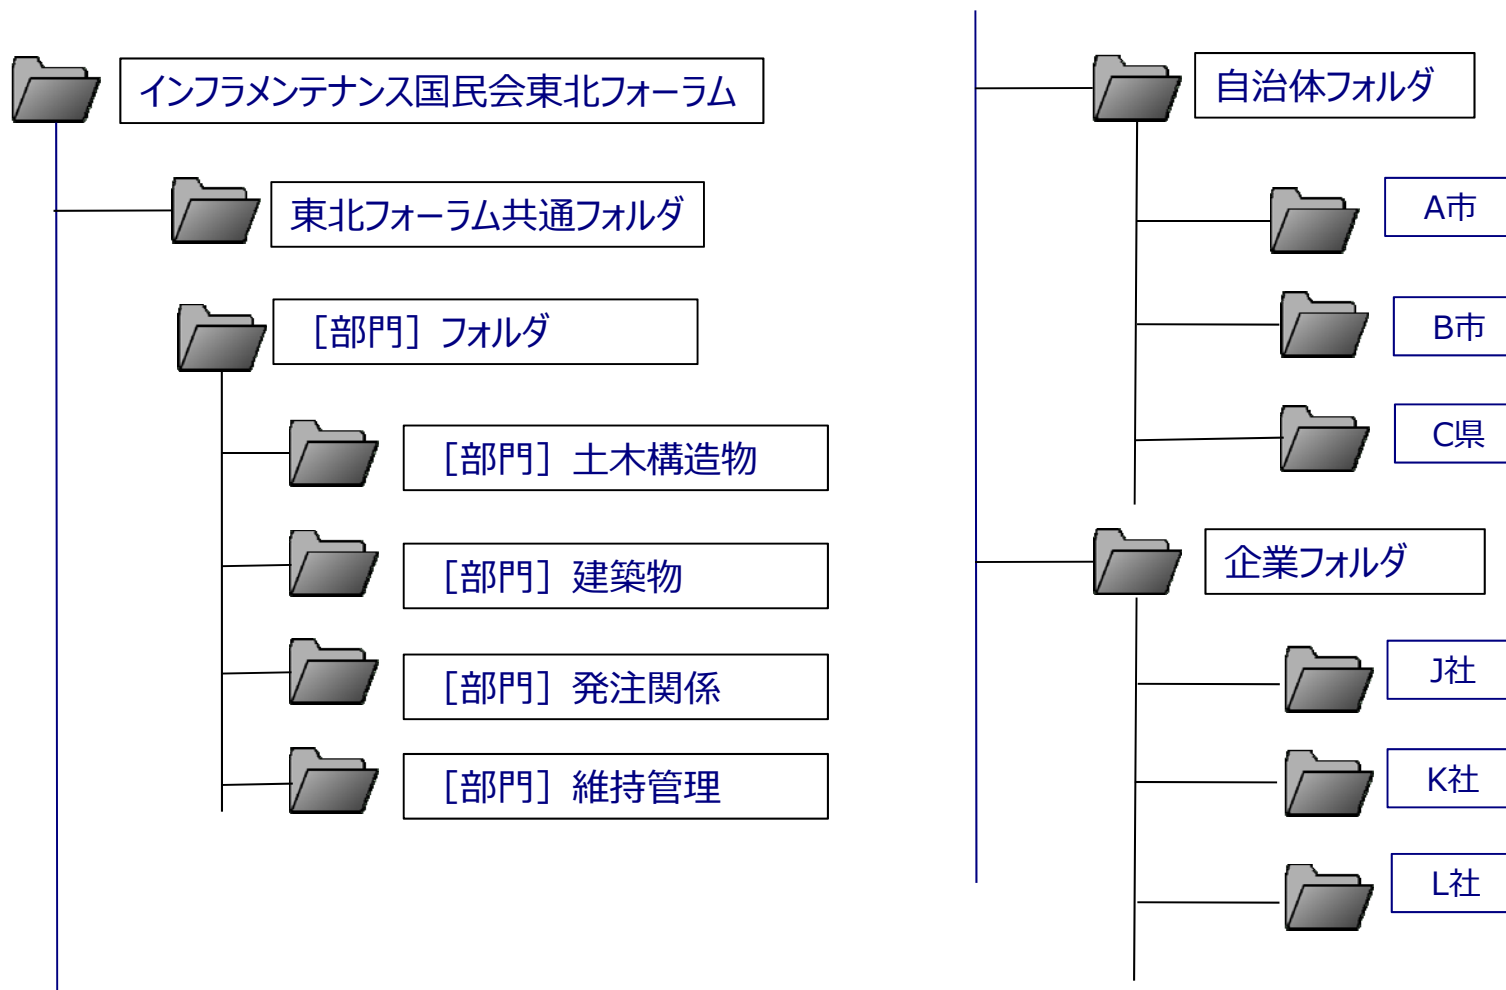 インフラメンテナンス国民会東北フォーラム
東北フォーラム共通フォルダ
［部門］フォルダ
［部門］土木構造物
［部門］建築物
［部門］発注関係
［部門］維持管理
自治体フォルダ
A市
B市
C県
企業フォルダ
J社
K社
L社